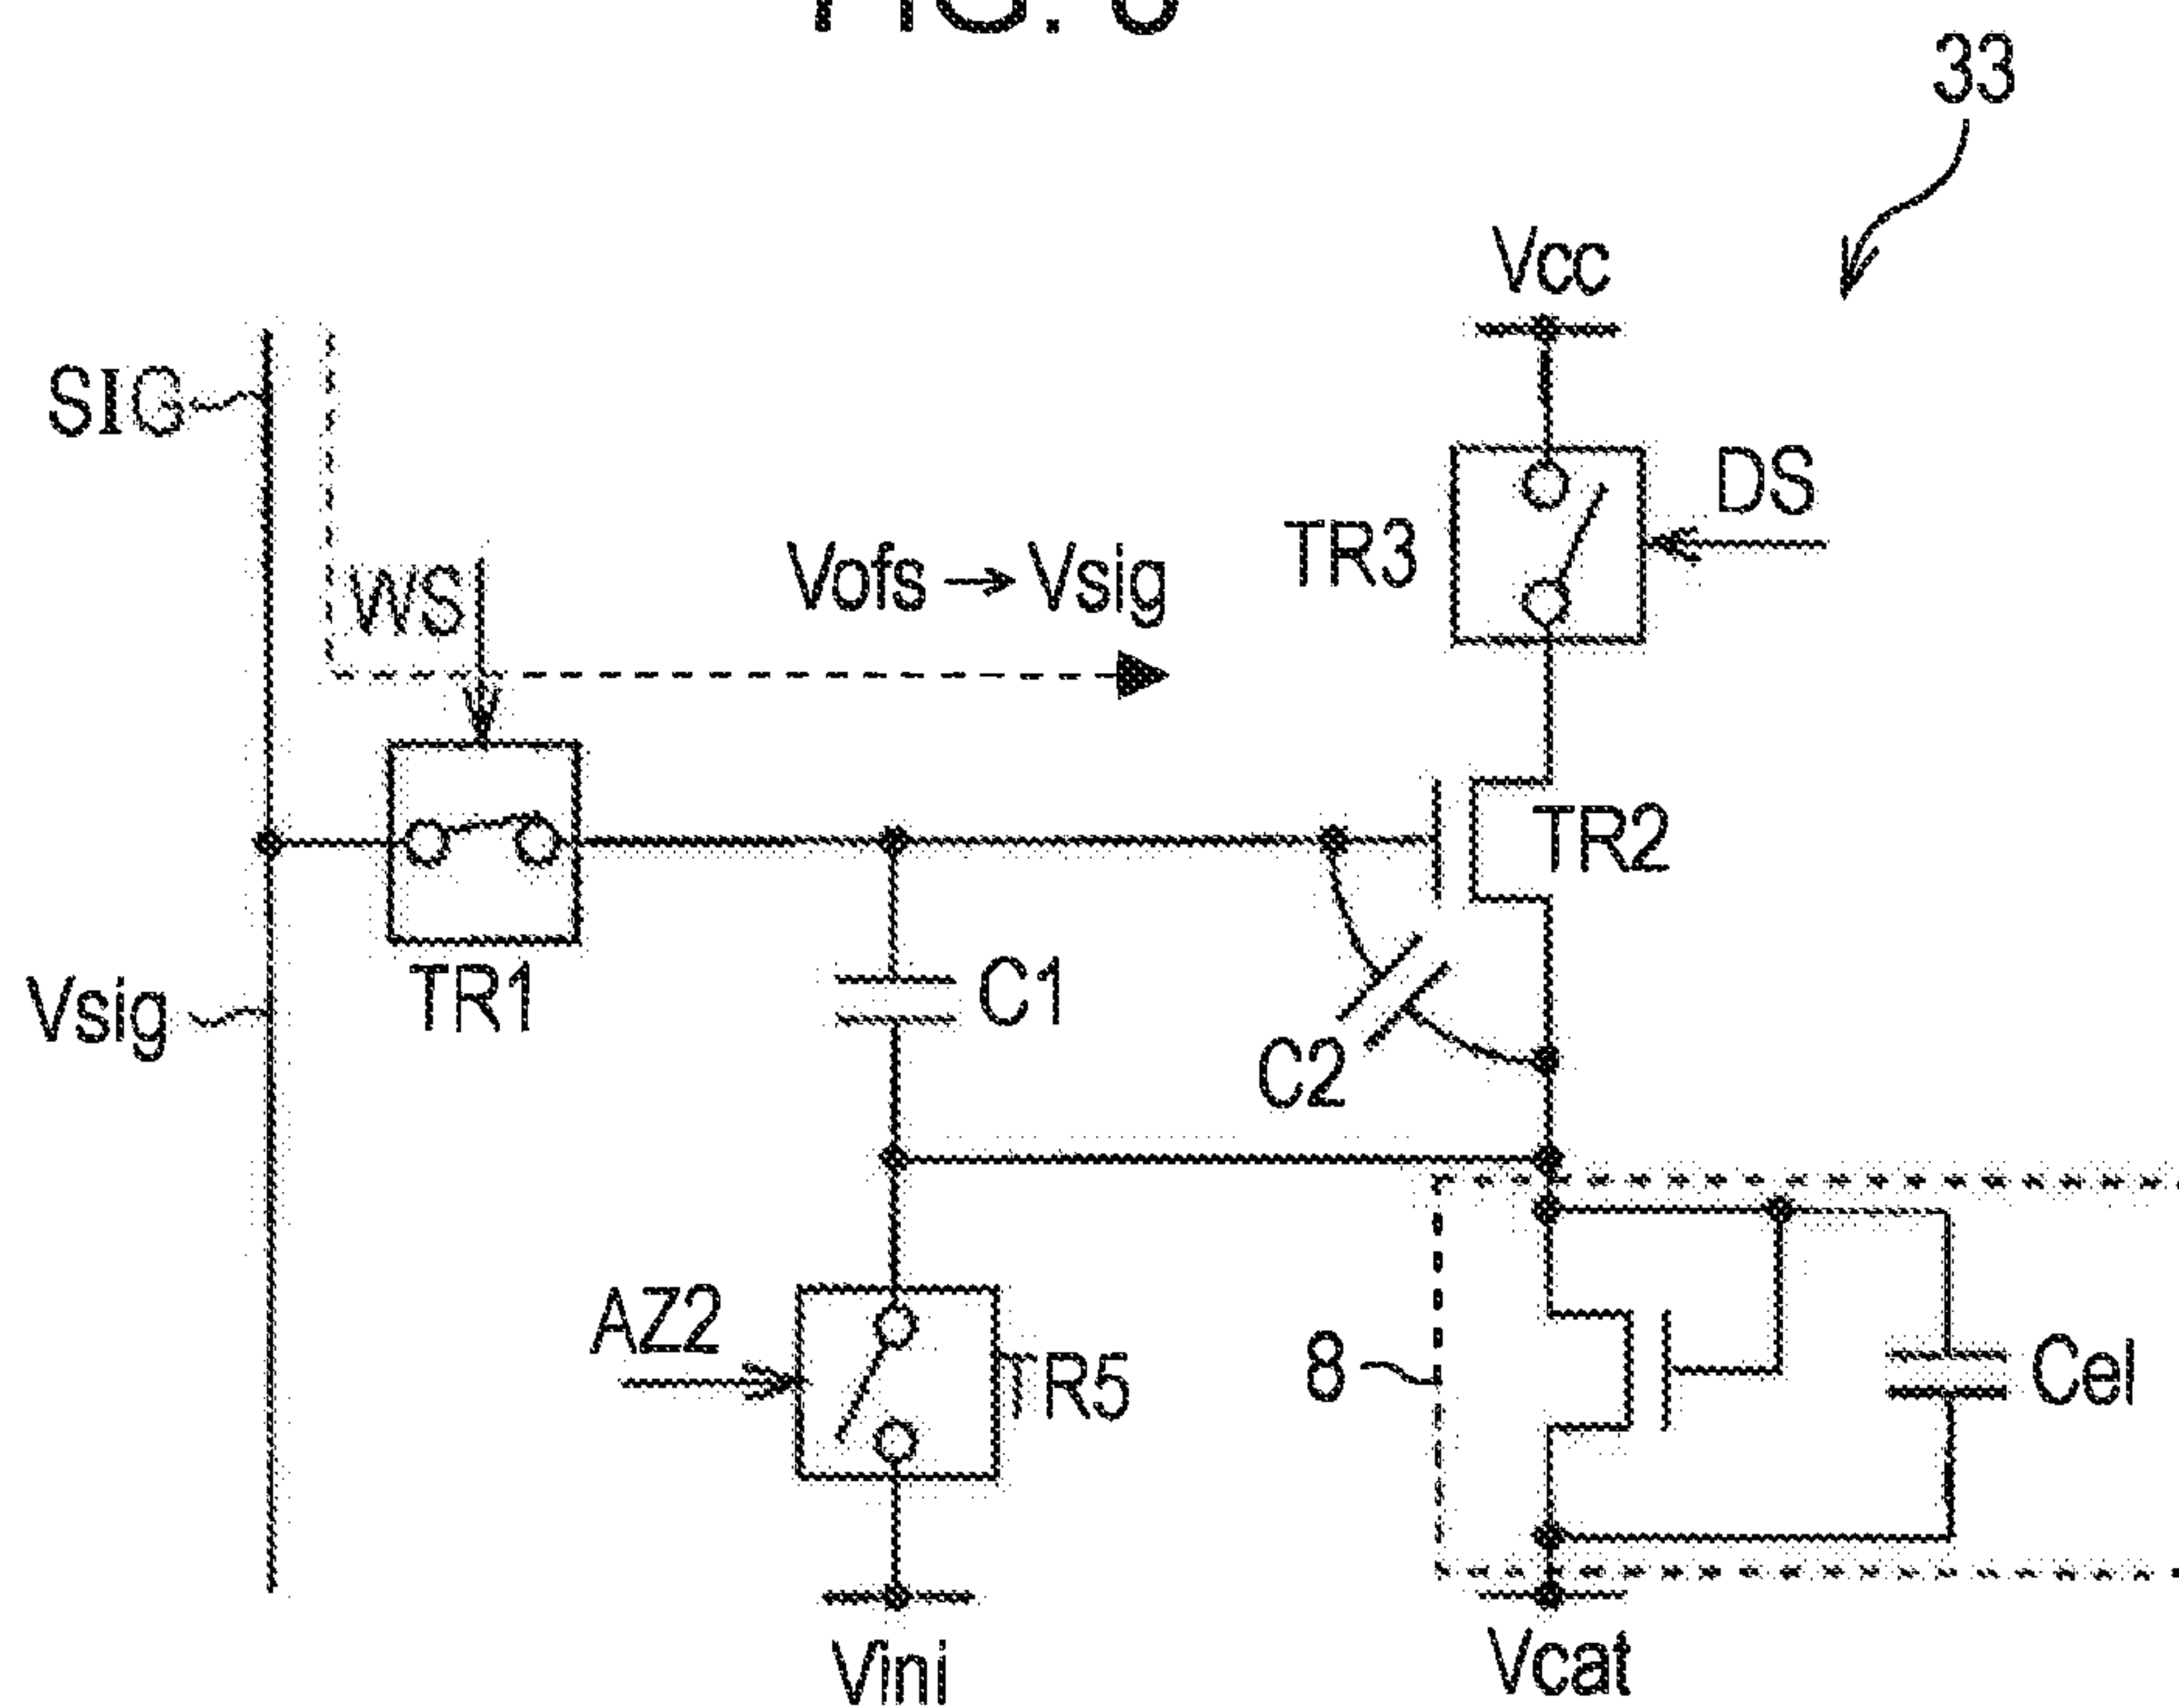 33
Vcc
SIG
DS
TR3
WS
Vofs → Vsig
TR2
TR1
C1
Vsig
C2
AZ2
TR5
8
Cel
Vini
Vcat